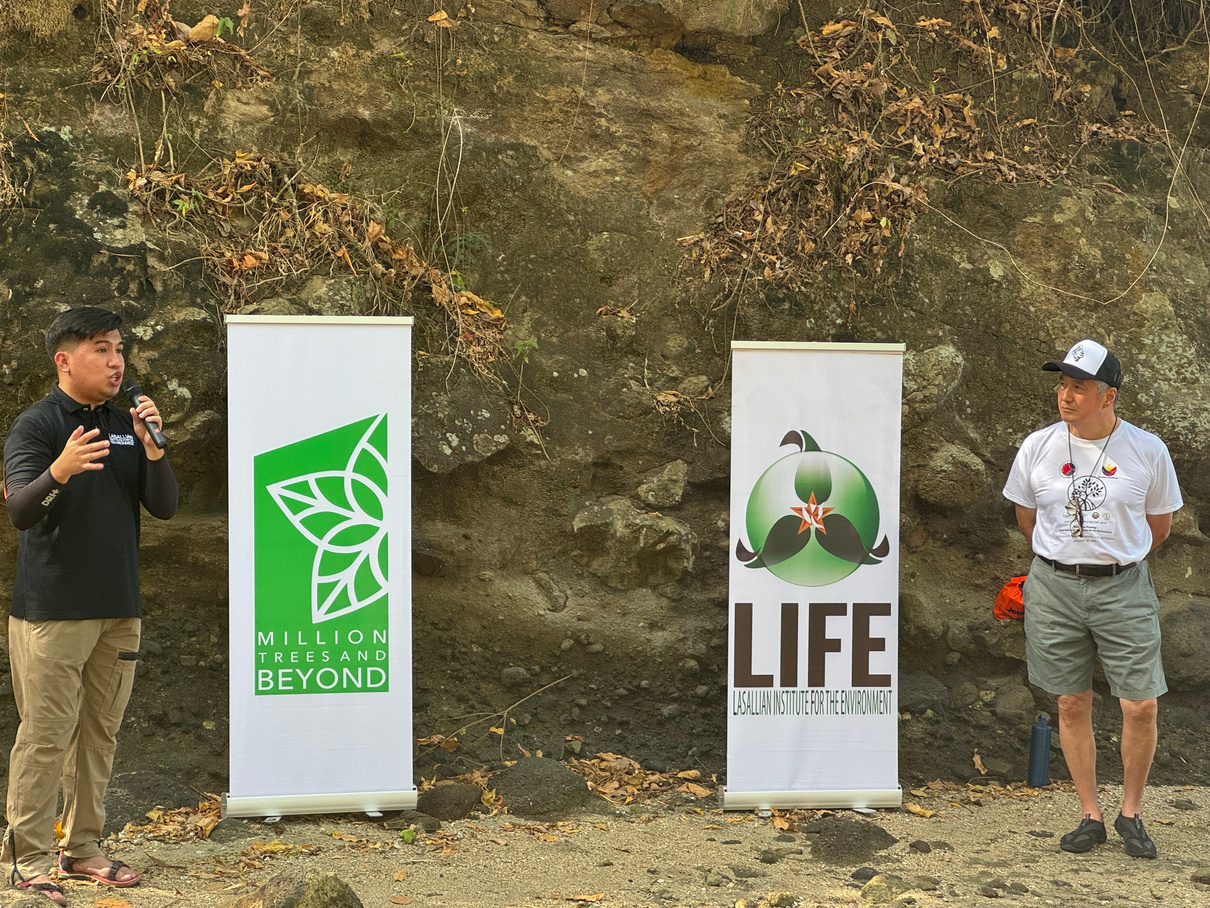 MILLION
TREES AND
BEYOND
LIFE
LASALLIAN INSTITUTE FOR THE ENVIRONMENT